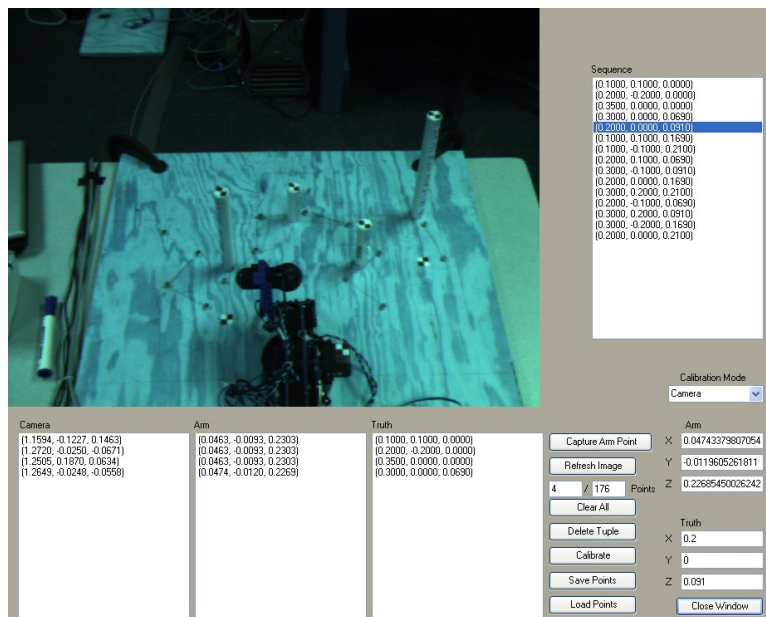 Sequence
(0.1000, 0.1000, 0.0000)
(0.2000, -0.2000, 0.0000)
(0.3500, 0.0000, 0.0000)
(0.3000, 0.0000, 0.0690)
(0.2000, 0.0000, 0.0910)
(0.1000, 0.1000, 0.1690)
(0.1000, -0.1000, 0.2100)
(0.2000, 0.1000, 0.0690)
(0.3000, -0.1000, 0.0910)
(0.2000, 0.0000, 0.1690)
(0.3000, 0.2000, 0.2100)
(0.2000, -0.1000, 0.0690)
(0.3000, 0.2000, 0.0910)
(0.3000, -0.2000, 0.1690)
(0.2000, 0.0000, 0.2100)
Calibration Mode
Camera
Camera
(1.1594, -0.1227, 0.1463)
(1.2720, -0.0250, -0.0671)
(1.2505, 0.1870, 0.0634)
(1.2649, -0.0248, -0.0558)
Arm
(0.0463, -0.0093, 0.2303)
(0.0463, -0.0093, 0.2303)
(0.0463, -0.0093, 0.2303)
(0.0474, -0.0120, 0.2269)
Truth
(0.1000, 0.1000, 0.0000)
(0.2000, -0.2000, 0.0000)
(0.3500, 0.0000, 0.0000)
(0.3000, 0.0000, 0.0690)
Capture Arm Point
Refresh Image
4 / 176 Points
Clear All
Delete Tuple
Calibrate
Save Points
Load Points
Arm
X 0.04743379807054
Y -0.0119605261811
Z 0.22685450026242
Truth
X 0.2
Y 0
Z 0.091
Close Window